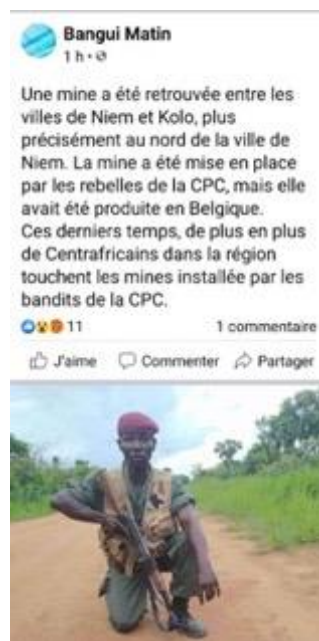 Bangui Matin
1 h ·
Une mine a été retrouvée entre les
villes de Niem et Kolo, plus
précisément au nord de la ville de
Niem. La mine a été mise en place
par les rebelles de la CPC, mais elle
avait été produite en Belgique.
Ces derniers temps, de plus en plus
de Centrafricains dans la région
touchent les mines installée par les
bandits de la CPC.
11 1 commentaire
J'aime Commenter Partager